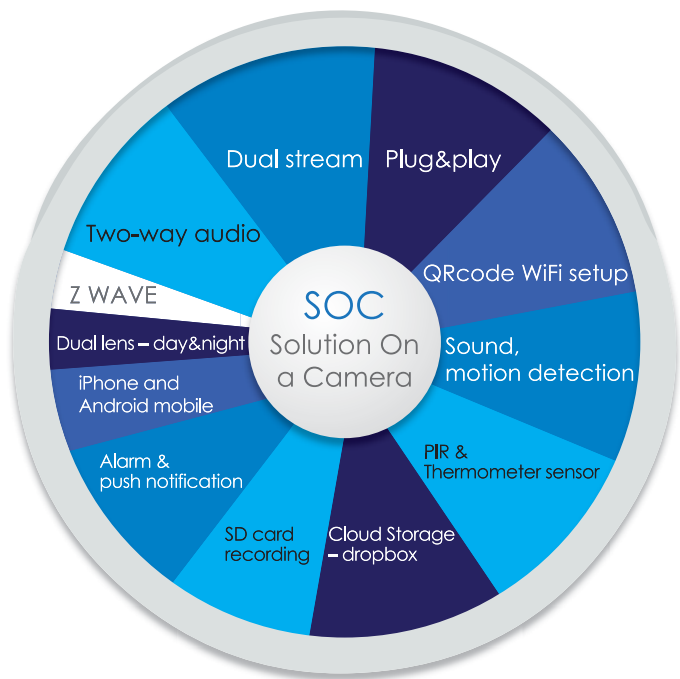 Dual stream
Plug&play
Two-way audio
QRcode WiFi setup
Z WAVE
SOC
Solution On
a Camera
Dual lens – day&night
Sound,
motion detection
iPhone and
Android mobile
PIR &
Thermometer sensor
Alarm &
push notification
SD card
recording
Cloud Storage
– dropbox